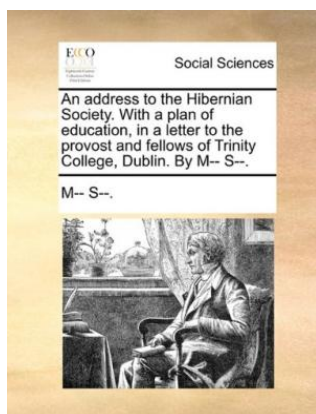 ECCO
Social Sciences
An address to the Hibernian
Society. With a plan of
education, in a letter to the
provost and fellows of Trinity
College, Dublin. By M-- S--.
M-- S--.